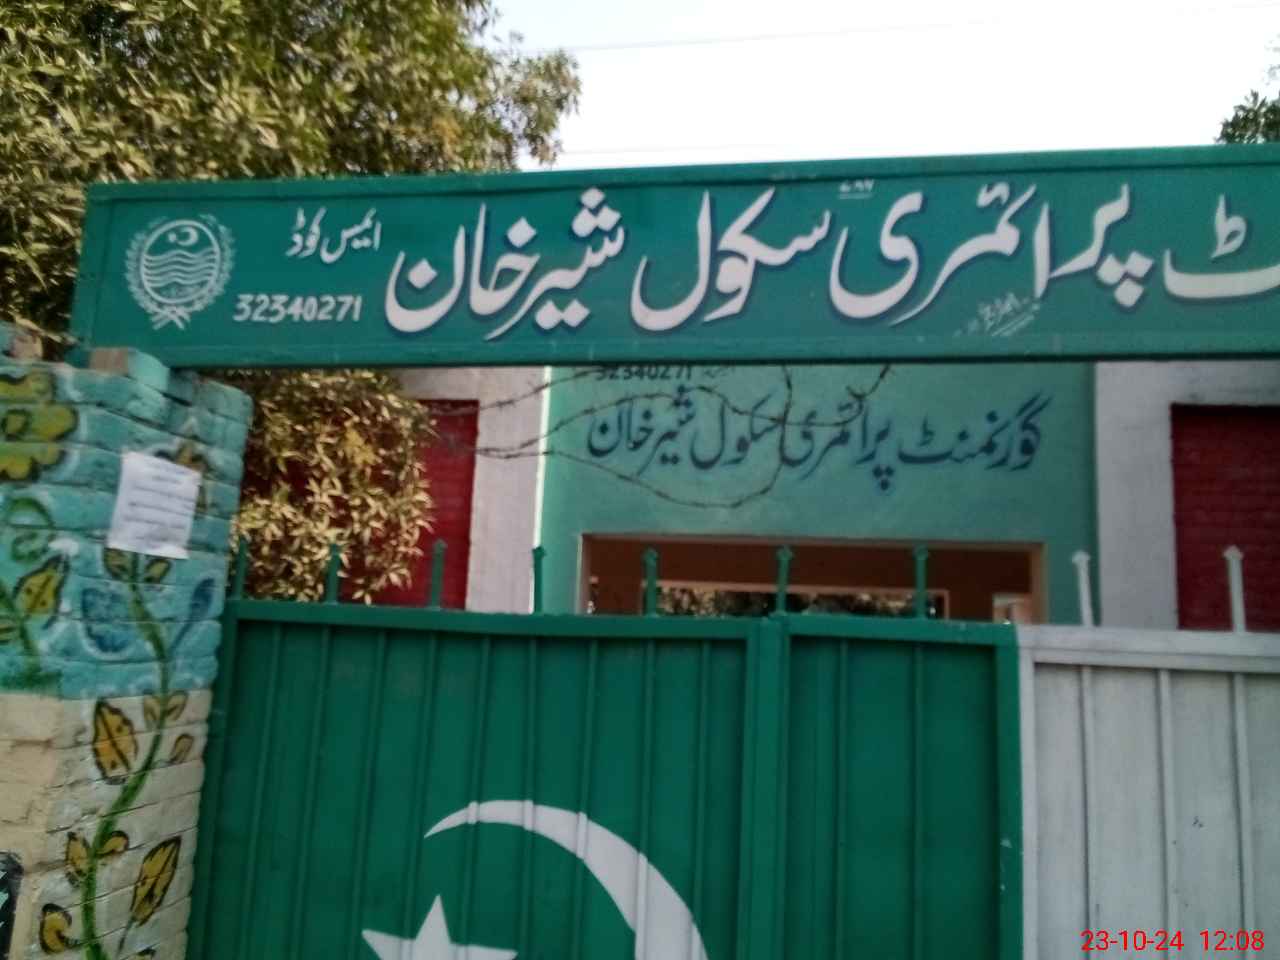 ٹ پرائمری سکول شیرخان
ایمس کوڈ
32340271
32340271
گورنمنٹ پرائمری سکول شیرخان
23-10-24 12:08